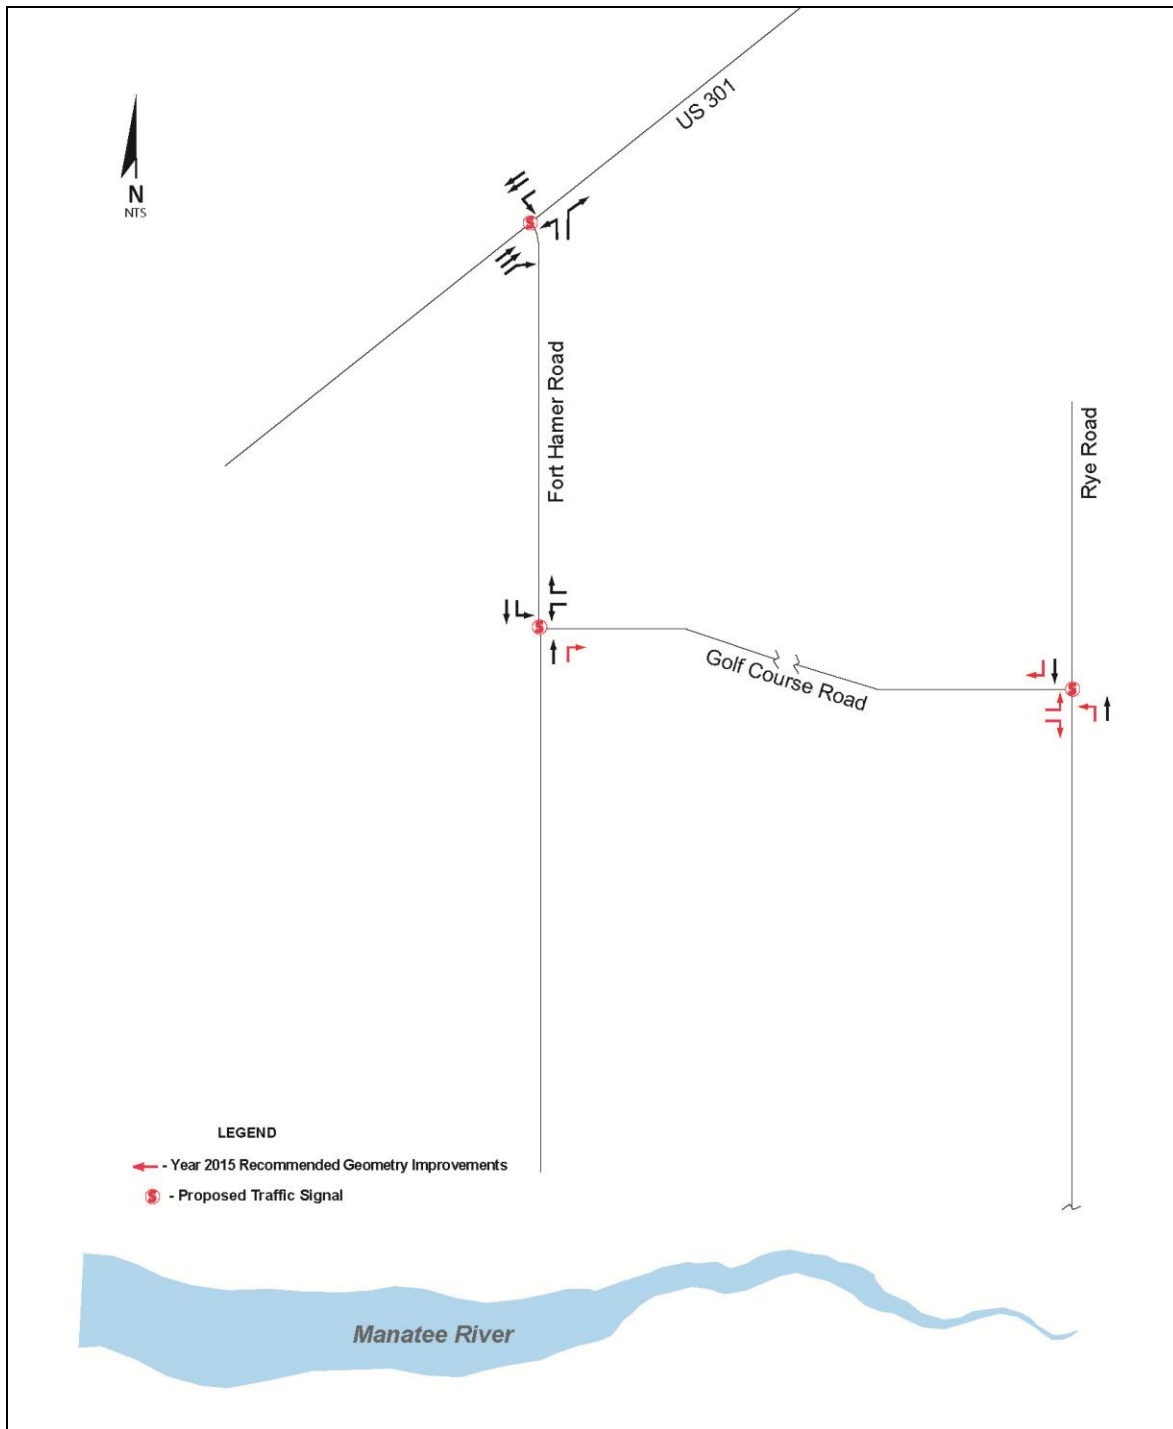 US 301
N
NTS
S
Fort Hamer Road
Rye Road
S
Golf Course Road
S
LEGEND
- Year 2015 Recommended Geometry Improvements
S - Proposed Traffic Signal
Manatee River